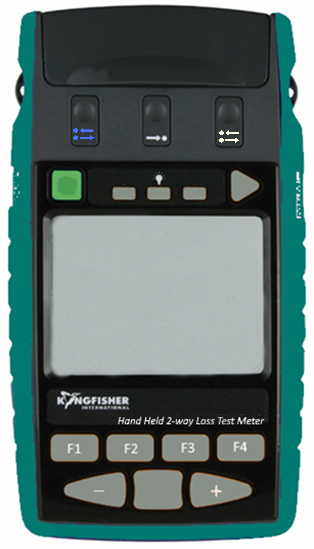 KINGFISHER
INTERNATIONAL
Hand Held 2-way Loss Test Meter
F1 F2 F3 F4
– +